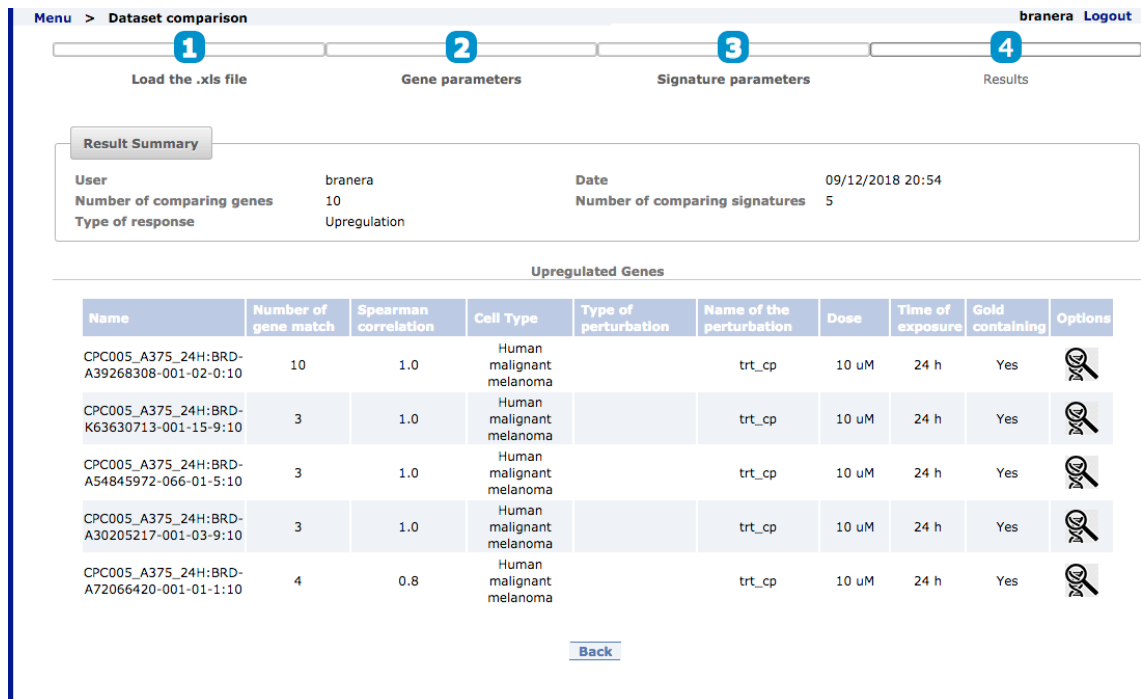 Menu > Dataset comparison
branera Logout
1 2 3 4
Load the .xls file Gene parameters Signature parameters Results
Result Summary
User branera Date 09/12/2018 20:54
Number of comparing genes 10 Number of comparing signatures 5
Type of response Upregulation
Upregulated Genes
Name Number of gene match Spearman correlation Cell Type Type of perturbation Name of the perturbation Dose Time of exposure Gold containing Options
CPC005_A375_24H:BRD-A39268308-001-02-0:10 10 1.0 Human malignant melanoma trt_cp 10 uM 24 h Yes
CPC005_A375_24H:BRD-K63630713-001-15-9:10 3 1.0 Human malignant melanoma trt_cp 10 uM 24 h Yes
CPC005_A375_24H:BRD-A54845972-066-01-5:10 3 1.0 Human malignant melanoma trt_cp 10 uM 24 h Yes
CPC005_A375_24H:BRD-A30205217-001-03-9:10 3 1.0 Human malignant melanoma trt_cp 10 uM 24 h Yes
CPC005_A375_24H:BRD-A72066420-001-01-1:10 4 0.8 Human malignant melanoma trt_cp 10 uM 24 h Yes
Back